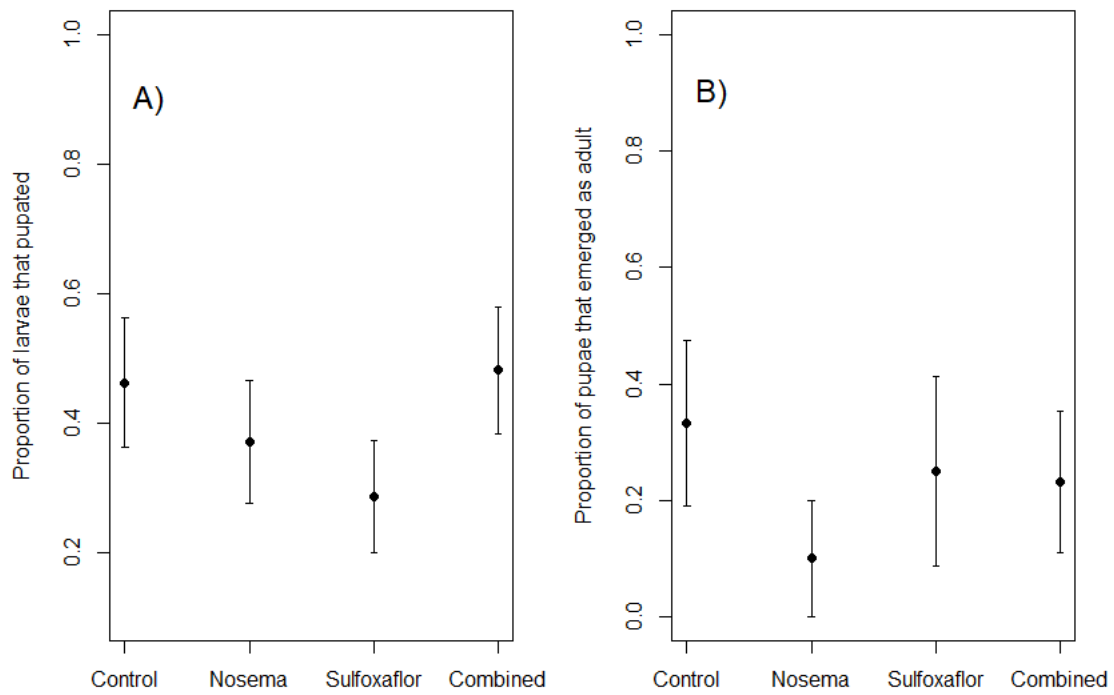 A)
Proportion of larvae that pupated
1.0
0.8
0.6
0.4
0.2
Control Nosema Sulfoxaflor Combined
B)
Proportion of pupae that emerged as adult
1.0
0.8
0.6
0.4
0.2
0.0
Control Nosema Sulfoxaflor Combined